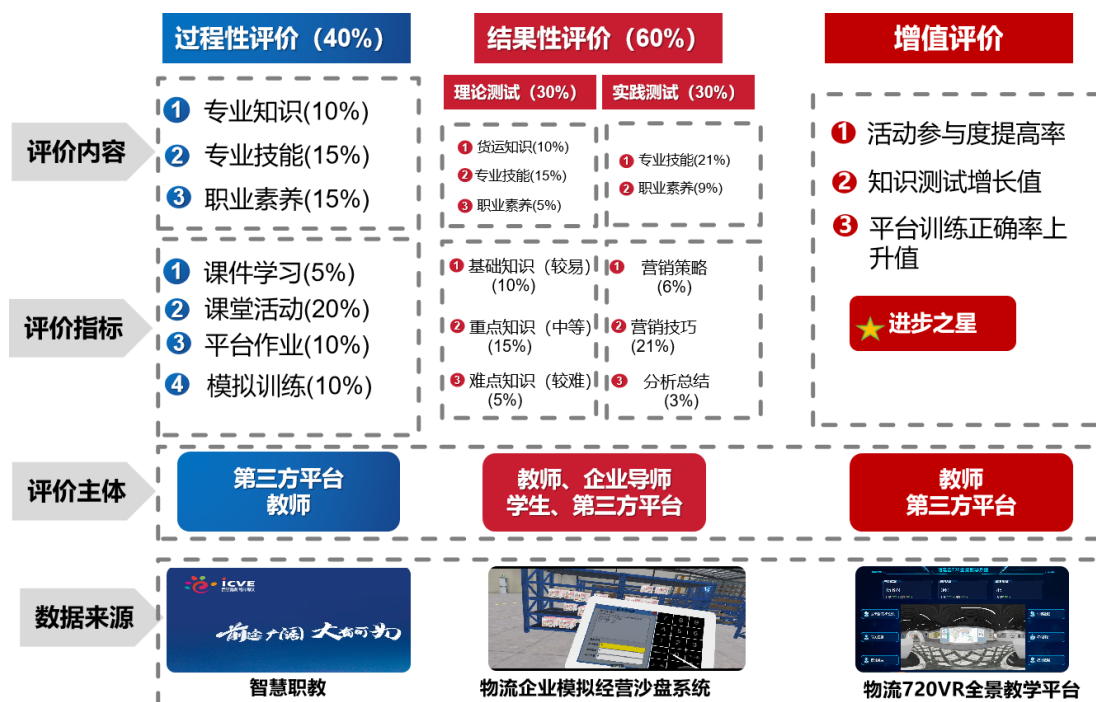 过程性评价（40%）
结果性评价（60%）
增值评价
理论测试（30%）
实践测试（30%）
评价内容
1 专业知识(10%)
2 专业技能(15%)
3 职业素养(15%)
1 货运知识(10%)
2 专业技能(15%)
3 职业素养(5%)
1 专业技能(21%)
2 职业素养(9%)
1 活动参与度提高率
2 知识测试增长值
3 平台训练正确率上
升值
进步之星
评价指标
1 课件学习(5%)
2 课堂活动(20%)
3 平台作业(10%)
4 模拟训练(10%)
1 基础知识（较易）
(10%)
2 重点知识（中等）
(15%)
3 难点知识（较难）
(5%)
1 营销策略
(6%)
2 营销技巧
(21%)
3 分析总结
(3%)
评价主体
第三方平台
教师
教师、企业导师
学生、第三方平台
教师
第三方平台
数据来源
icve
前途广阔 大有可为
智慧职教
物流企业模拟经营沙盘系统
物流720VR全景教学平台